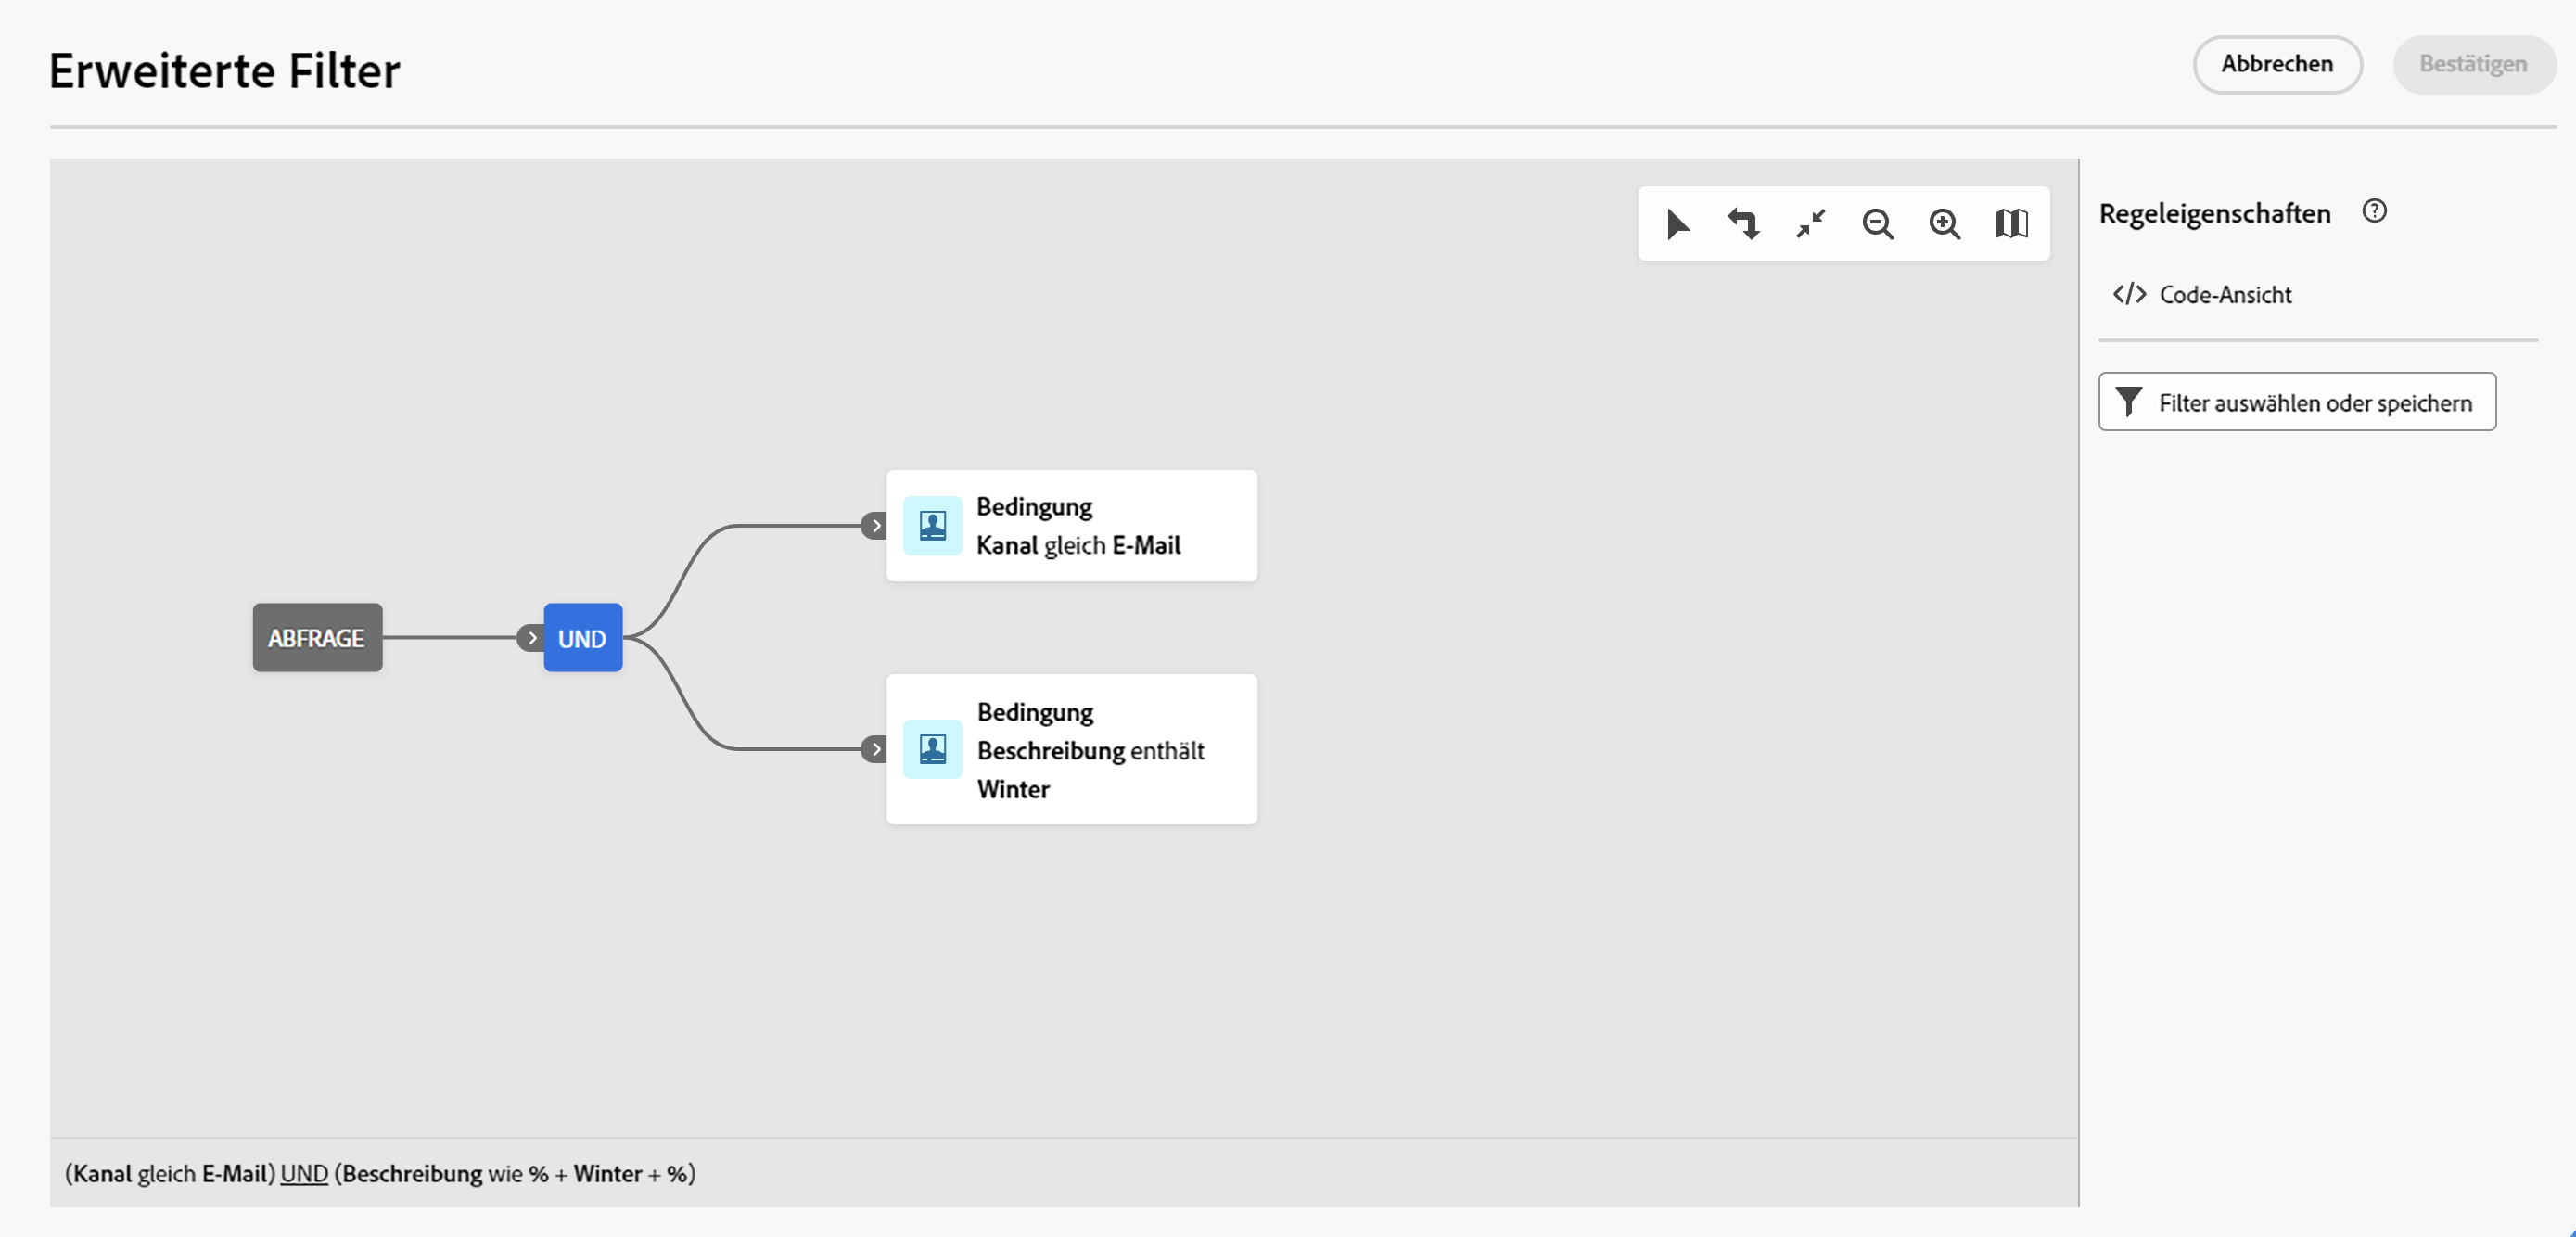 Erweiterte Filter
Abbrechen
Bestätigen
Regeleigenschaften
</> Code-Ansicht
Filter auswählen oder speichern
ABFRAGE
UND
Bedingung
Kanal gleich E-Mail
Bedingung
Beschreibung enthält
Winter
(Kanal gleich E-Mail) UND (Beschreibung wie % + Winter + %)